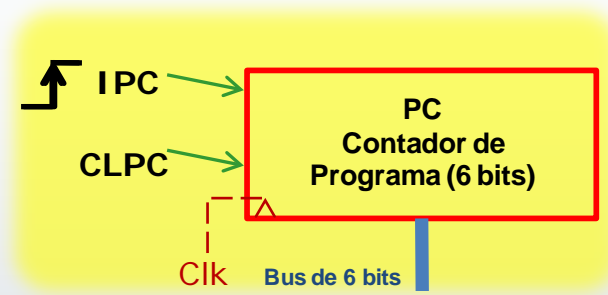 IPC
CLPC
Clk
PC
Contador de
Programa (6 bits)
Bus de 6 bits